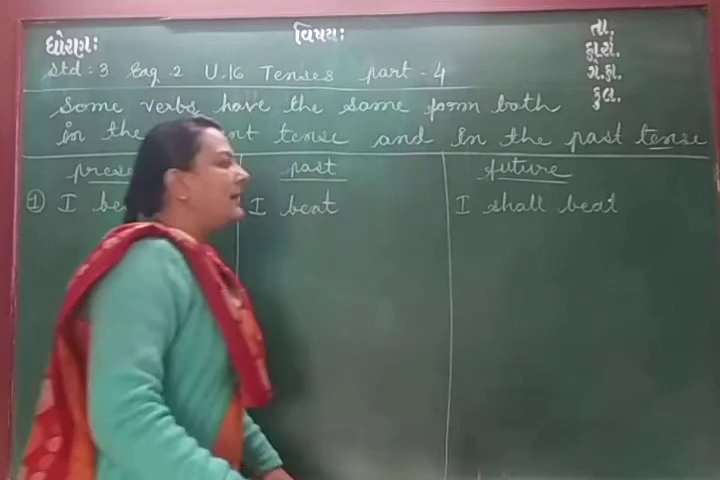 ધોરણ:
વિષય:
તા.
કુ.સં.
ગે.હા.
કુલ.
Std : 3 Eng. 2 U.16 Tenses part - 4
Some verbs have the same form both
in the tense and in the past tense
past
future
① I
I beat
I shall beat